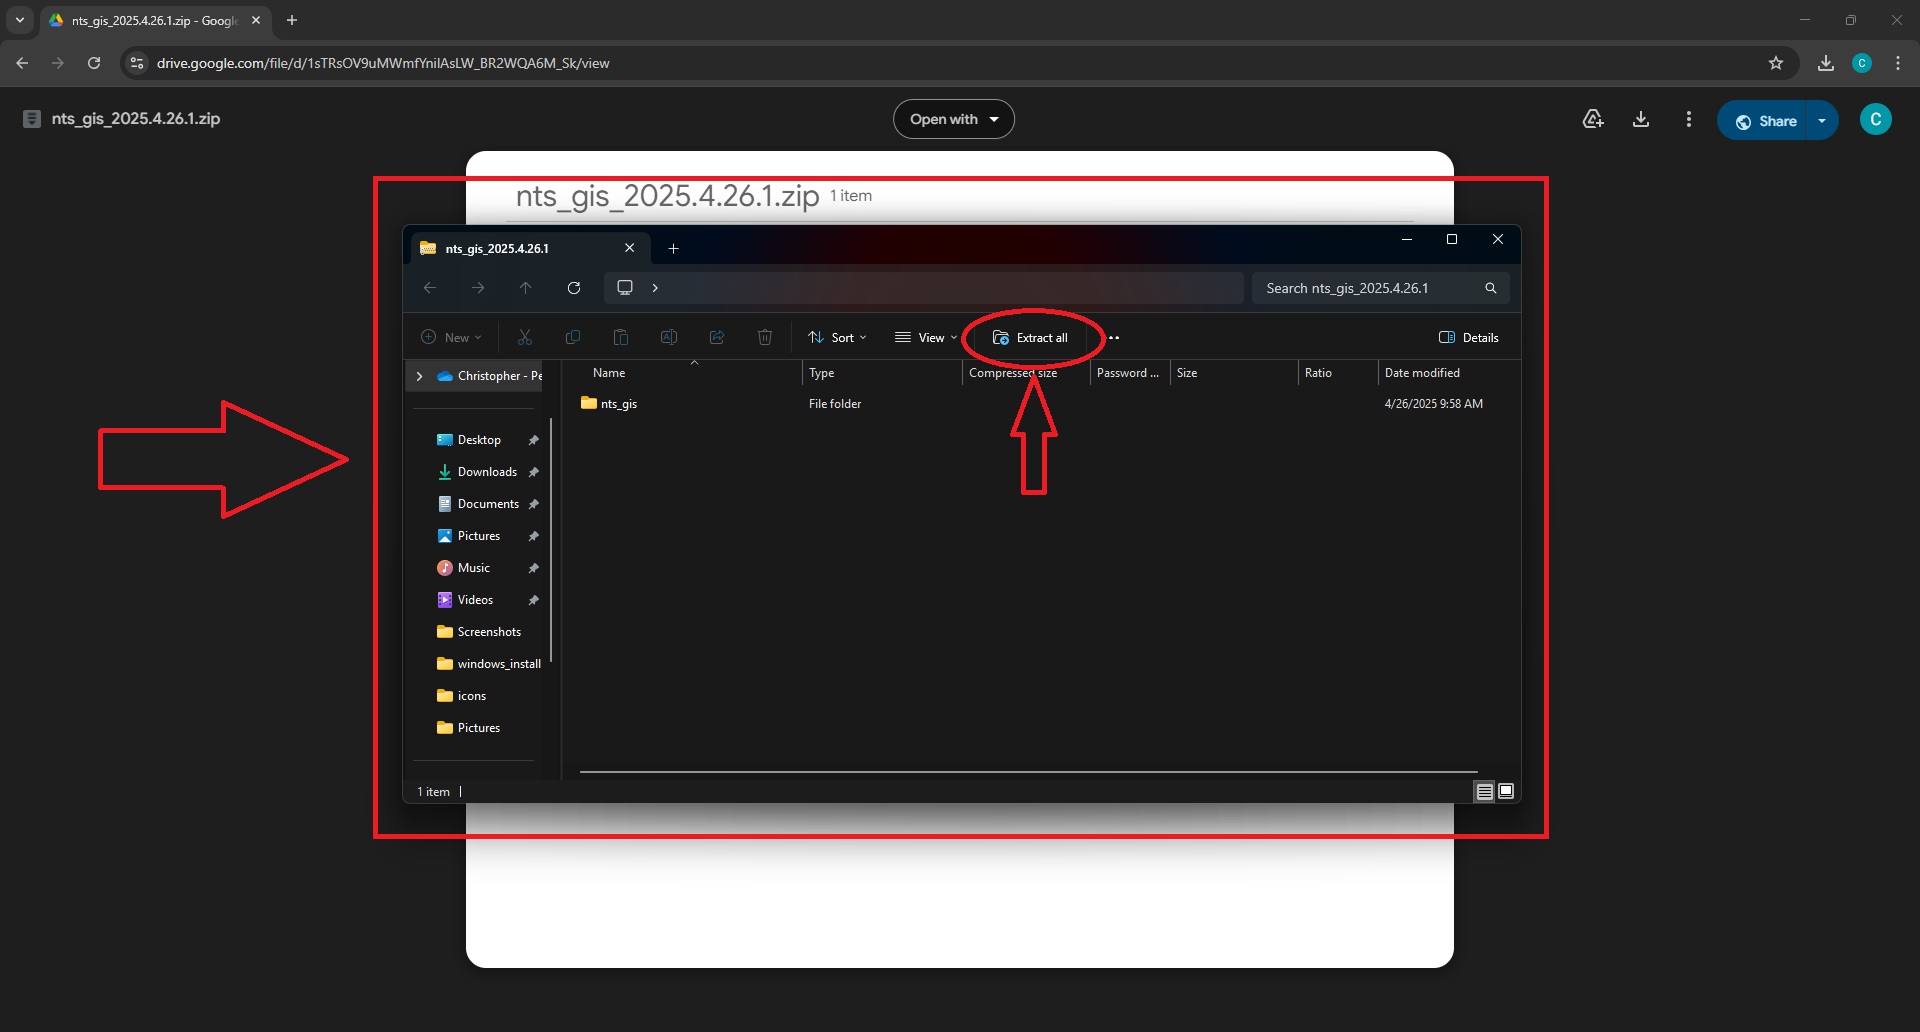 nts_gis_2025.4.26.1.zip - Google
drive.google.com/file/d/1sTRsOV9uMWmfYnilAsLW_BR2WQA6M_Sk/view
C
nts_gis_2025.4.26.1.zip
Open with
Share
C
nts_gis_2025.4.26.1.zip 1 item
nts_gis_2025.4.26.1
Search nts_gis_2025.4.26.1
New
Sort
View
Extract all
Details
Christopher - Pe
Name
Type
Compressed size
Password ...
Size
Ratio
Date modified
nts_gis
File folder
4/26/2025 9:58 AM
Desktop
Downloads
Documents
Pictures
Music
Videos
Screenshots
windows_install
icons
Pictures
1 item